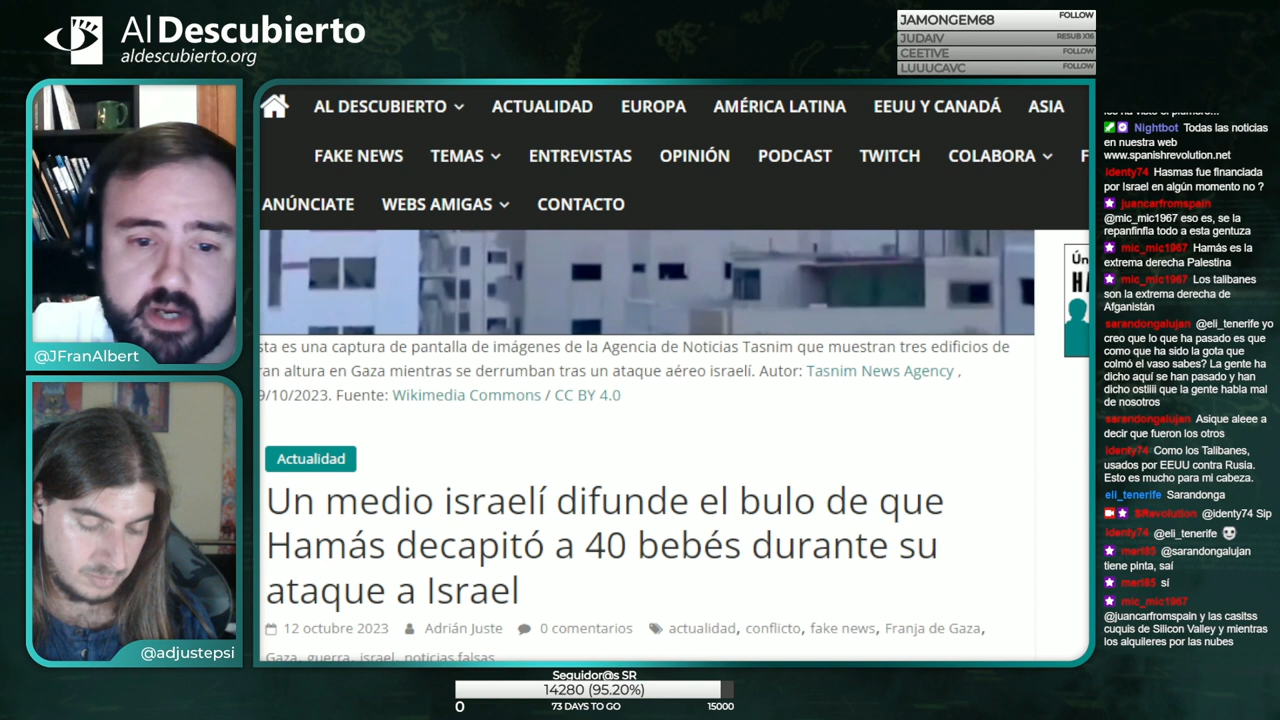 Al Descubierto
aldescubierto.org
JAMONGEM68 FOLLOW
JUDAIV RESUB X16
CEETIVE FOLLOW
LUUUCAVC FOLLOW
AL DESCUBIERTO ACTUALIDAD EUROPA AMÉRICA LATINA EEUU Y CANADÁ ASIA
FAKE NEWS TEMAS ENTREVISTAS OPINIÓN PODCAST TWITCH COLABORA F
ANÚNCIATE WEBS AMIGAS CONTACTO
Ún
HA
sta es una captura de pantalla de imágenes de la Agencia de Noticias Tasnim que muestran tres edificios de
ran altura en Gaza mientras se derrumban tras un ataque aéreo israelí. Autor: Tasnim News Agency ,
9/10/2023. Fuente: Wikimedia Commons / CC BY 4.0
Actualidad
Un medio israelí difunde el bulo de que
Hamás decapitó a 40 bebés durante su
ataque a Israel
12 octubre 2023 Adrián Juste 0 comentarios actualidad, conflicto, fake news, Franja de Gaza,
Gaza, guerra, israel, noticias falsas
@JFranAlbert
@adjustepsi
Nightbot Todas las noticias
en nuestra web
www.spanishrevolution.net
identy74 Hasmas fue financiada
por Israel en algún momento no ?
juancarfromspain
@mic_mic1967 eso es, se la
repanfinfla todo a esta gentuza
mic_mic1967 Hamás es la
extrema derecha Palestina
mic_mic1967 Los talibanes
son la extrema derecha de
Afganistán
sarandongalujan @eli_tenerife yo
creo que lo que ha pasado es que
como que ha sido la gota que
colmó el vaso sabes? La gente ha
dicho aquí se han pasado y han
dicho ostiiii que la gente habla mal
de nosotros
sarandongalujan Asique aleee a
decir que fueron los otros
identy74 Como los Talibanes,
usados por EEUU contra Rusia.
Esto es mucho para mi cabeza.
eli_tenerife Sarandonga
SRevolution @identy74 Sip
identy74 @eli_tenerife
meri85 @sarandongalujan
tiene pinta, saí
meri85 sí
mic_mic1967
@juancarfromspain y las casitss
cuquis de Silicon Valley y mientras
los alquileres por las nubes
Seguidor@s SR
14280 (95.20%)
0 73 DAYS TO GO 15000